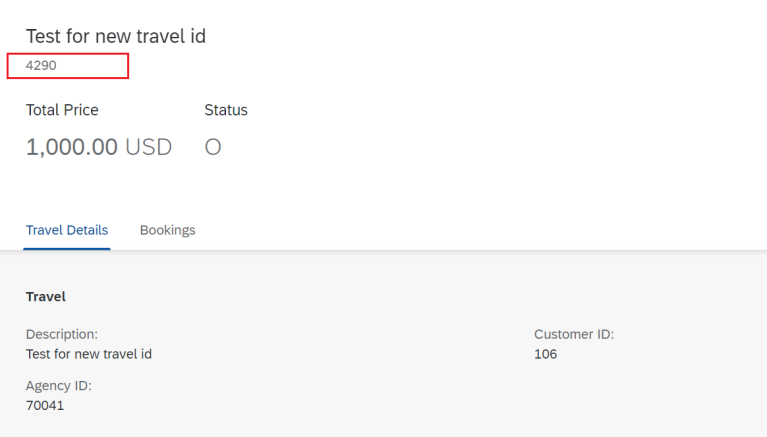 Test for new travel id
4290
Total Price Status
1,000.00 USD O
Travel Details Bookings
Travel
Description: Customer ID:
Test for new travel id 106
Agency ID:
70041